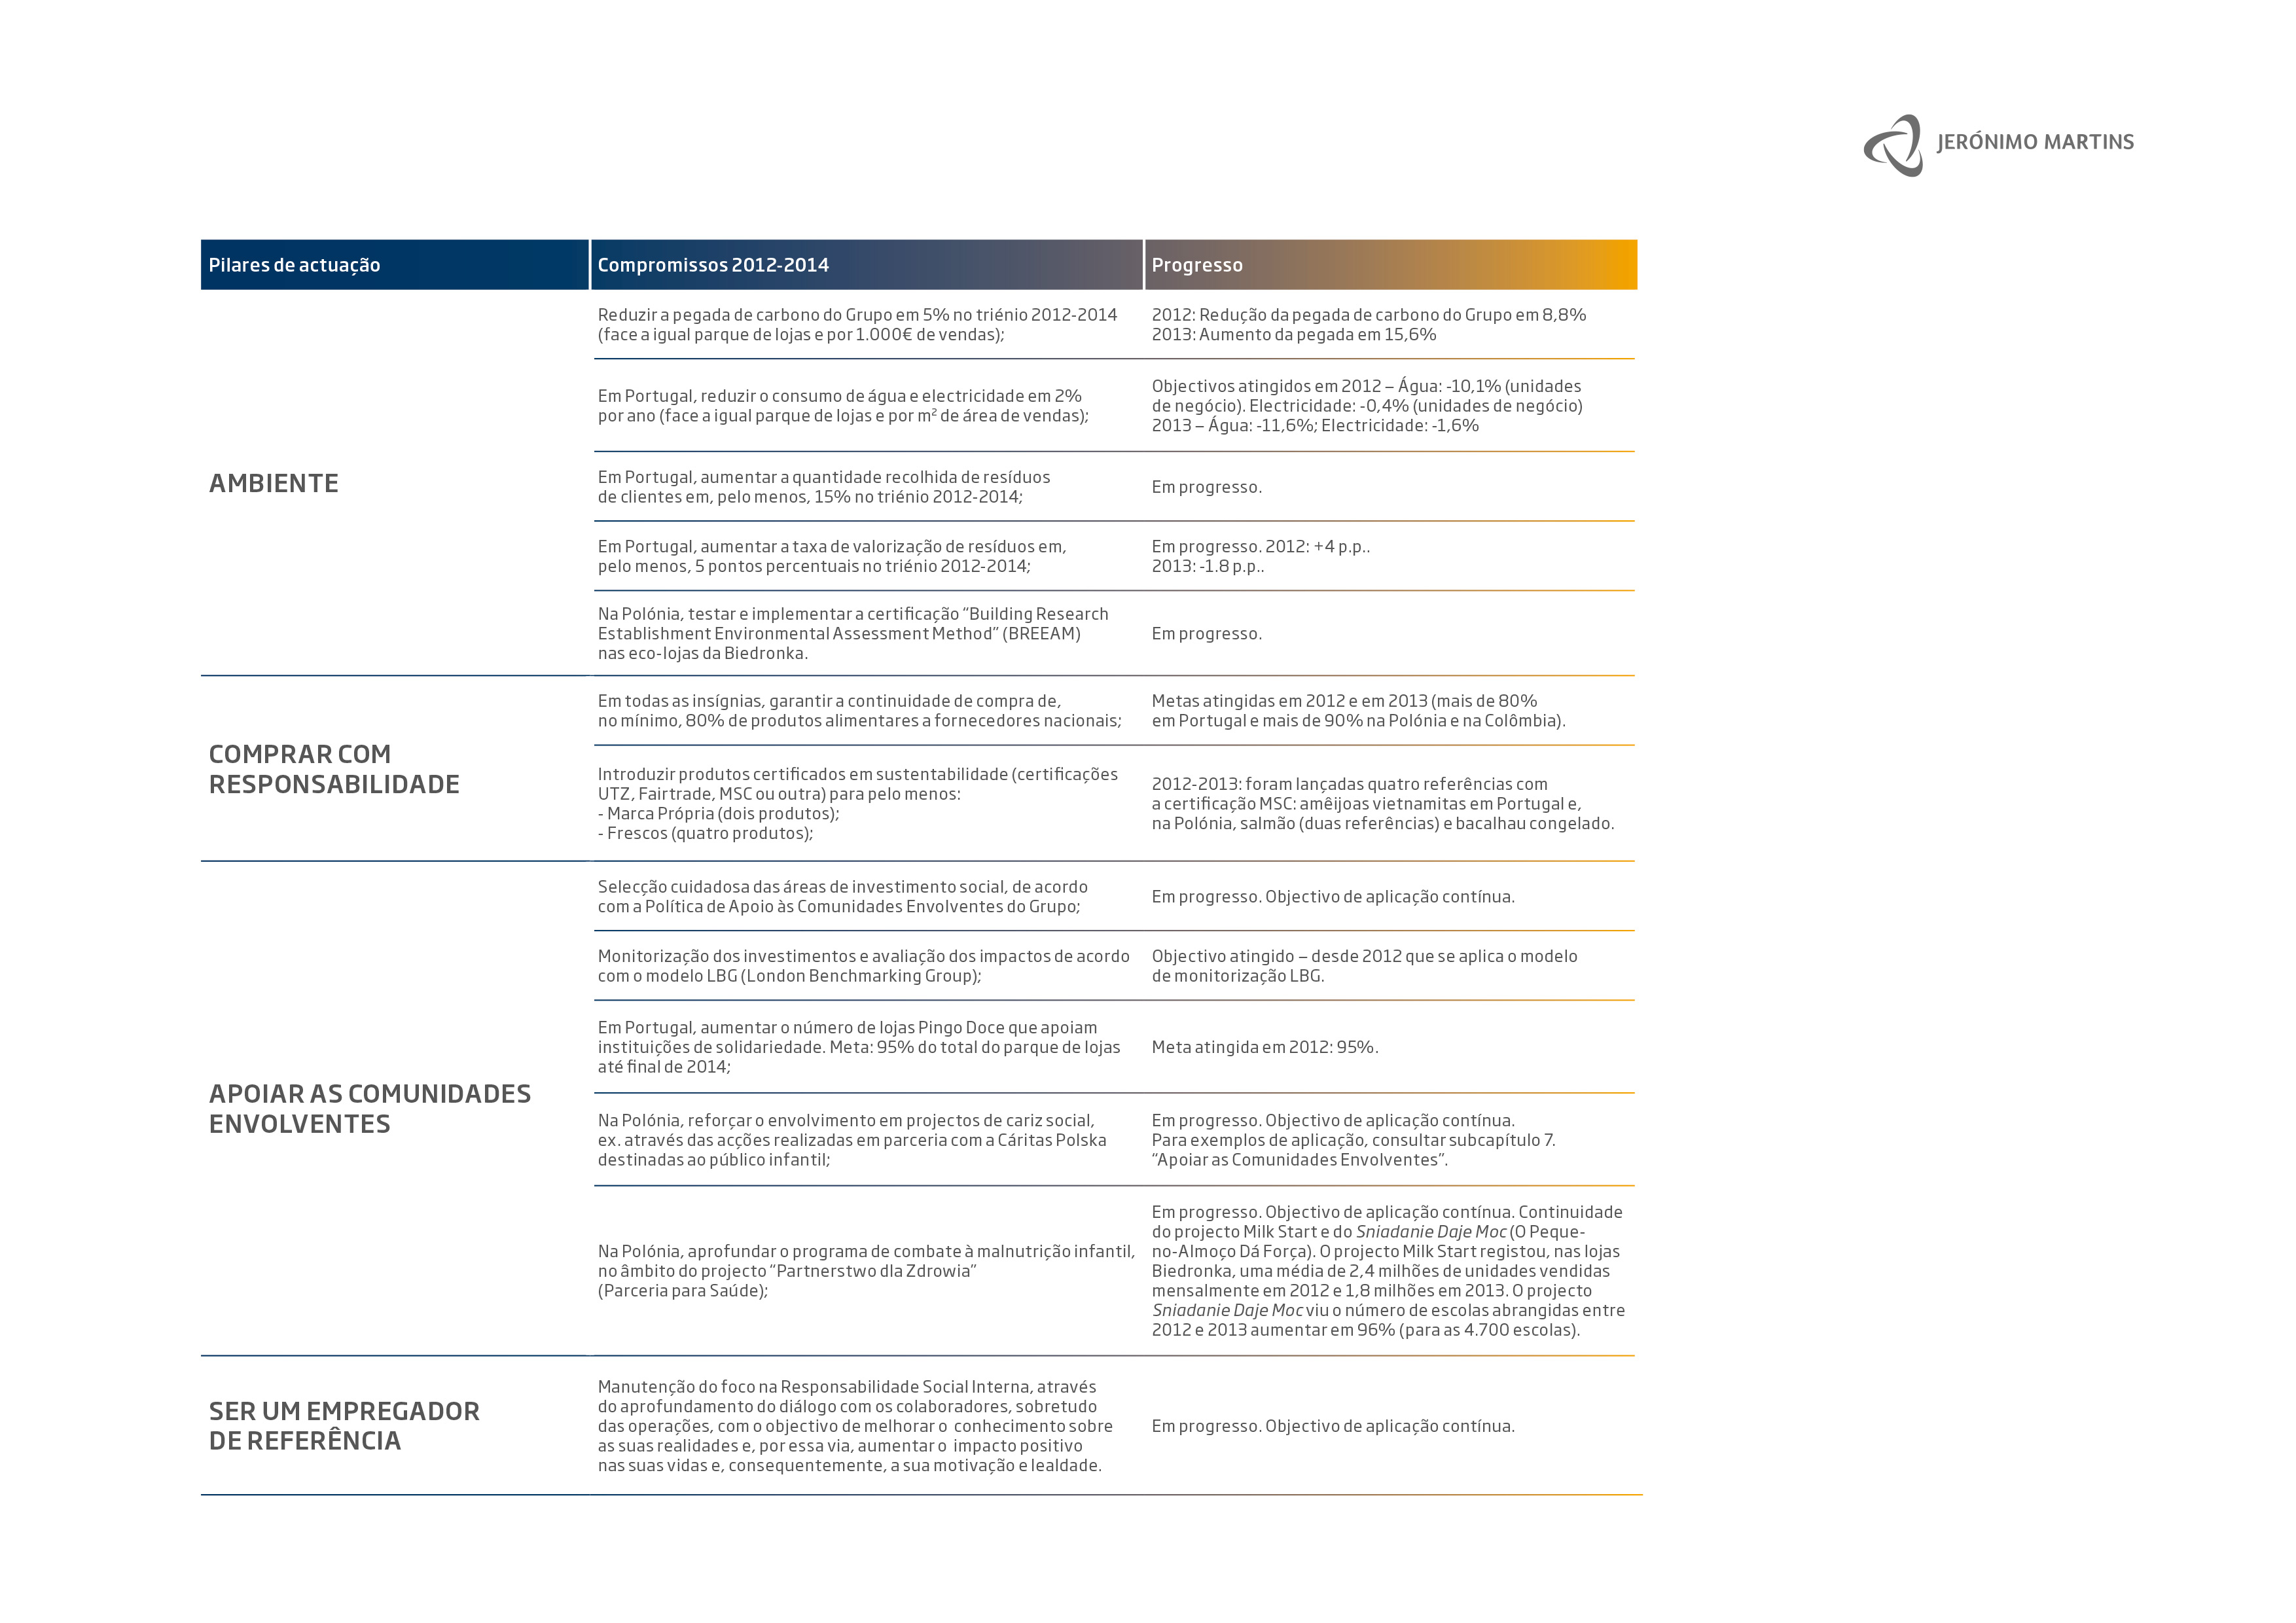 JERÓNIMO MARTINS
Pilares de actuação
Compromissos 2012-2014
Progresso
AMBIENTE
Reduzir a pegada de carbono do Grupo em 5% no triénio 2012-2014
(face a igual parque de lojas e por 1.000€ de vendas);
2012: Redução da pegada de carbono do Grupo em 8,8%
2013: Aumento da pegada em 15,6%
Em Portugal, reduzir o consumo de água e electricidade em 2%
por ano (face a igual parque de lojas e por m² de área de vendas);
Objectivos atingidos em 2012 – Água: -10,1% (unidades
de negócio). Electricidade: -0,4% (unidades de negócio)
2013 – Água: -11,6%; Electricidade: -1,6%
Em Portugal, aumentar a quantidade recolhida de resíduos
de clientes em, pelo menos, 15% no triénio 2012-2014;
Em progresso.
Em Portugal, aumentar a taxa de valorização de resíduos em,
pelo menos, 5 pontos percentuais no triénio 2012-2014;
Em progresso. 2012: +4 p.p..
2013: -1.8 p.p..
Na Polónia, testar e implementar a certificação “Building Research
Establishment Environmental Assessment Method” (BREEAM)
nas eco-lojas da Biedronka.
Em progresso.
COMPRAR COM
RESPONSABILIDADE
Em todas as insígnias, garantir a continuidade de compra de,
no mínimo, 80% de produtos alimentares a fornecedores nacionais;
Metas atingidas em 2012 e em 2013 (mais de 80%
em Portugal e mais de 90% na Polónia e na Colômbia).
Introduzir produtos certificados em sustentabilidade (certificações
UTZ, Fairtrade, MSC ou outra) para pelo menos:
- Marca Própria (dois produtos);
- Frescos (quatro produtos);
2012-2013: foram lançadas quatro referências com
a certificação MSC: amêijoas vietnamitas em Portugal e,
na Polónia, salmão (duas referências) e bacalhau congelado.
APOIAR AS COMUNIDADES
ENVOLVENTES
Selecção cuidadosa das áreas de investimento social, de acordo
com a Política de Apoio às Comunidades Envolventes do Grupo;
Em progresso. Objectivo de aplicação contínua.
Monitorização dos investimentos e avaliação dos impactos de acordo
com o modelo LBG (London Benchmarking Group);
Objectivo atingido – desde 2012 que se aplica o modelo
de monitorização LBG.
Em Portugal, aumentar o número de lojas Pingo Doce que apoiam
instituições de solidariedade. Meta: 95% do total do parque de lojas
até final de 2014;
Meta atingida em 2012: 95%.
Na Polónia, reforçar o envolvimento em projectos de cariz social,
ex. através das acções realizadas em parceria com a Cáritas Polska
destinadas ao público infantil;
Em progresso. Objectivo de aplicação contínua.
Para exemplos de aplicação, consultar subcapítulo 7.
“Apoiar as Comunidades Envolventes”.
Na Polónia, aprofundar o programa de combate à malnutrição infantil,
no âmbito do projecto “Partnerstwo dla Zdrowia”
(Parceria para Saúde);
Em progresso. Objectivo de aplicação contínua. Continuidade
do projecto Milk Start e do Sniadanie Daje Moc (O Peque-
no-Almoço Dá Força). O projecto Milk Start registou, nas lojas
Biedronka, uma média de 2,4 milhões de unidades vendidas
mensalmente em 2012 e 1,8 milhões em 2013. O projecto
Sniadanie Daje Moc viu o número de escolas abrangidas entre
2012 e 2013 aumentar em 96% (para as 4.700 escolas).
SER UM EMPREGADOR
DE REFERÊNCIA
Manutenção do foco na Responsabilidade Social Interna, através
do aprofundamento do diálogo com os colaboradores, sobretudo
das operações, com o objectivo de melhorar o conhecimento sobre
as suas realidades e, por essa via, aumentar o impacto positivo
nas suas vidas e, consequentemente, a sua motivação e lealdade.
Em progresso. Objectivo de aplicação contínua.